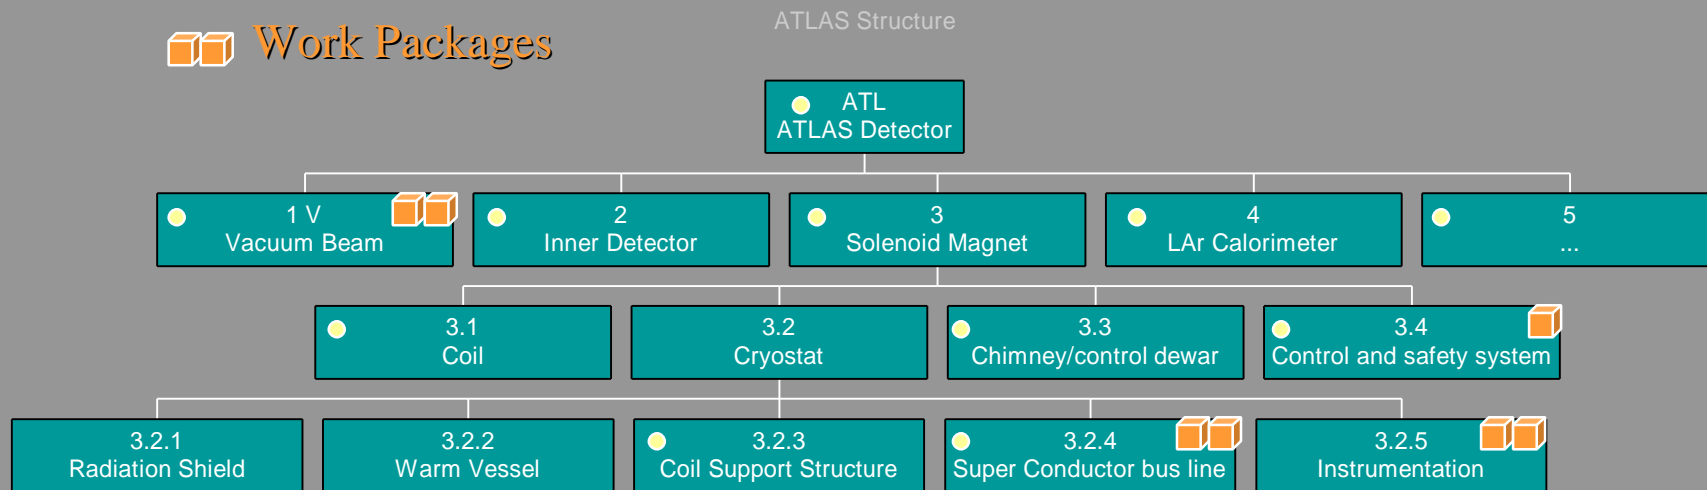 ATLAS Structure
Work Packages
ATL
ATLAS Detector
1 V
Vacuum Beam
2
Inner Detector
3
Solenoid Magnet
4
LAr Calorimeter
5
...
3.1
Coil
3.2
Cryostat
3.3
Chimney/control dewar
3.4
Control and safety system
3.2.1
Radiation Shield
3.2.2
Warm Vessel
3.2.3
Coil Support Structure
3.2.4
Super Conductor bus line
3.2.5
Instrumentation